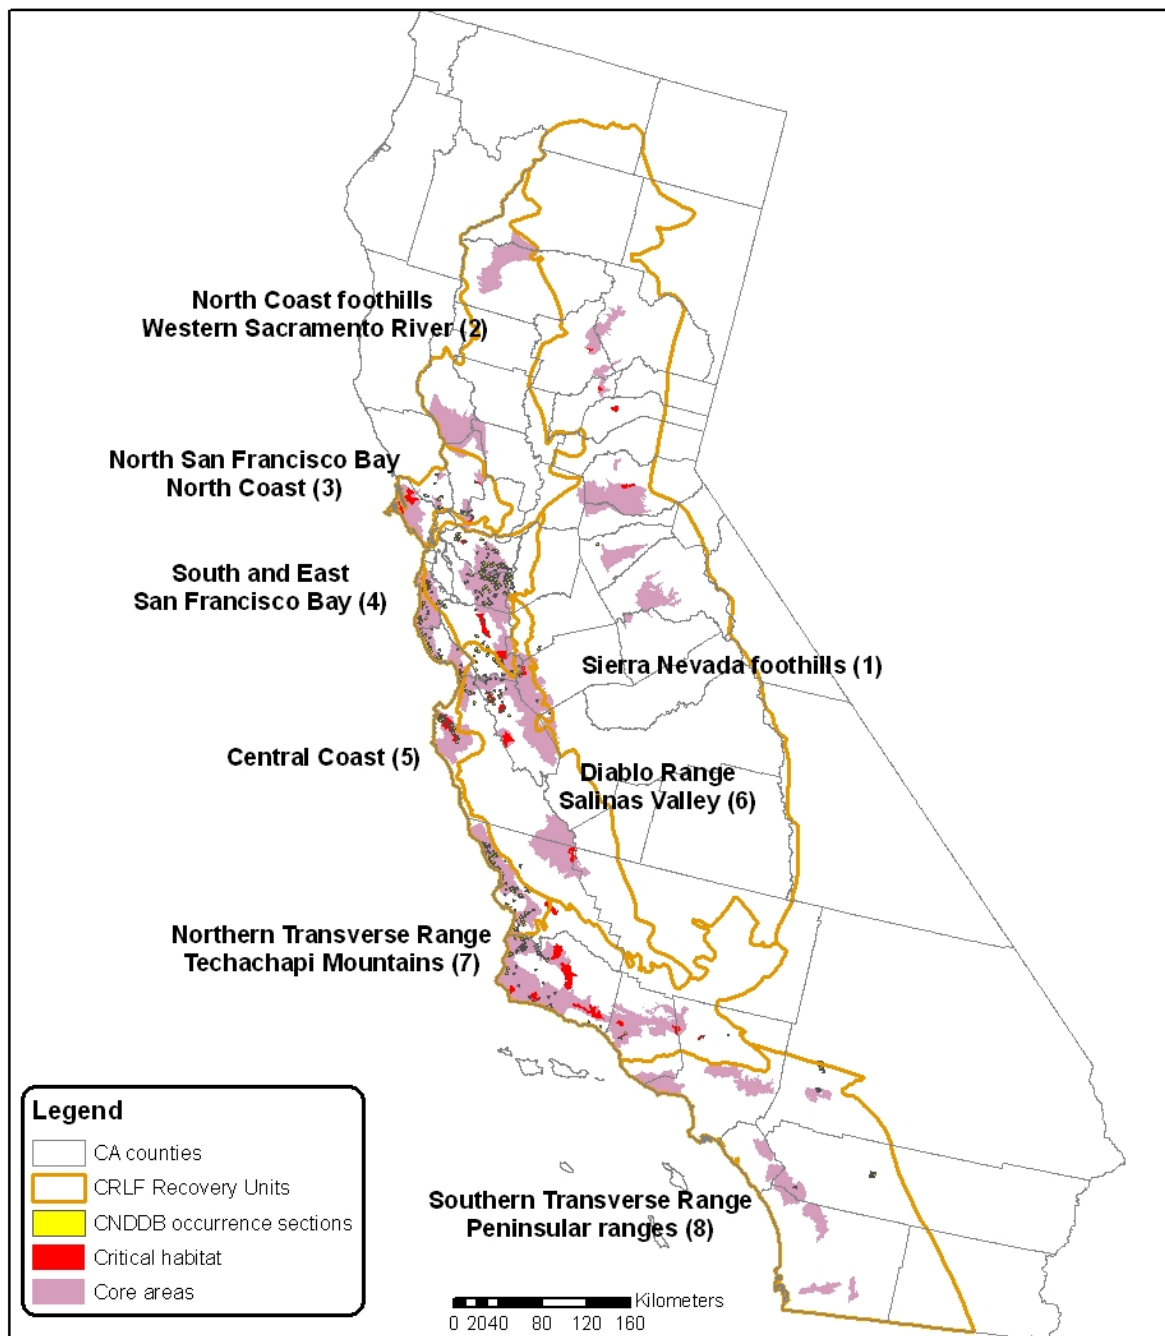 North Coast foothills
Western Sacramento River (2)
North San Francisco Bay
North Coast (3)
South and East
San Francisco Bay (4)
Sierra Nevada foothills (1)
Central Coast (5)
Diablo Range
Salinas Valley (6)
Northern Transverse Range
Techachapi Mountains (7)
Southern Transverse Range
Peninsular ranges (8)
Legend
CA counties
CRLF Recovery Units
CNDDB occurrence sections
Critical habitat
Core areas
Kilometers
0 2040 80 120 160